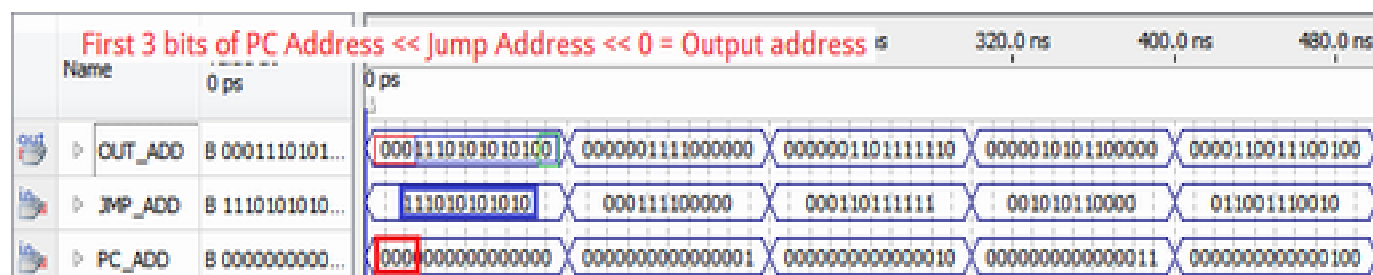 First 3 bits of PC Address << Jump Address << 0 = Output address
320.0 ns 400.0 ns 480.0 ns
Name 0 ps 0 ps
OUT_ADD B 0001110101... 0001110101010100 0000001111000000 0000001101111110 0000010101100000 0000110011100100
JMP_ADD B 1110101010... 111010101010 000111100000 000110111111 001010110000 011001110010
PC_ADD B 0000000000... 0000000000000000 0000000000000001 0000000000000010 0000000000000011 0000000000000100